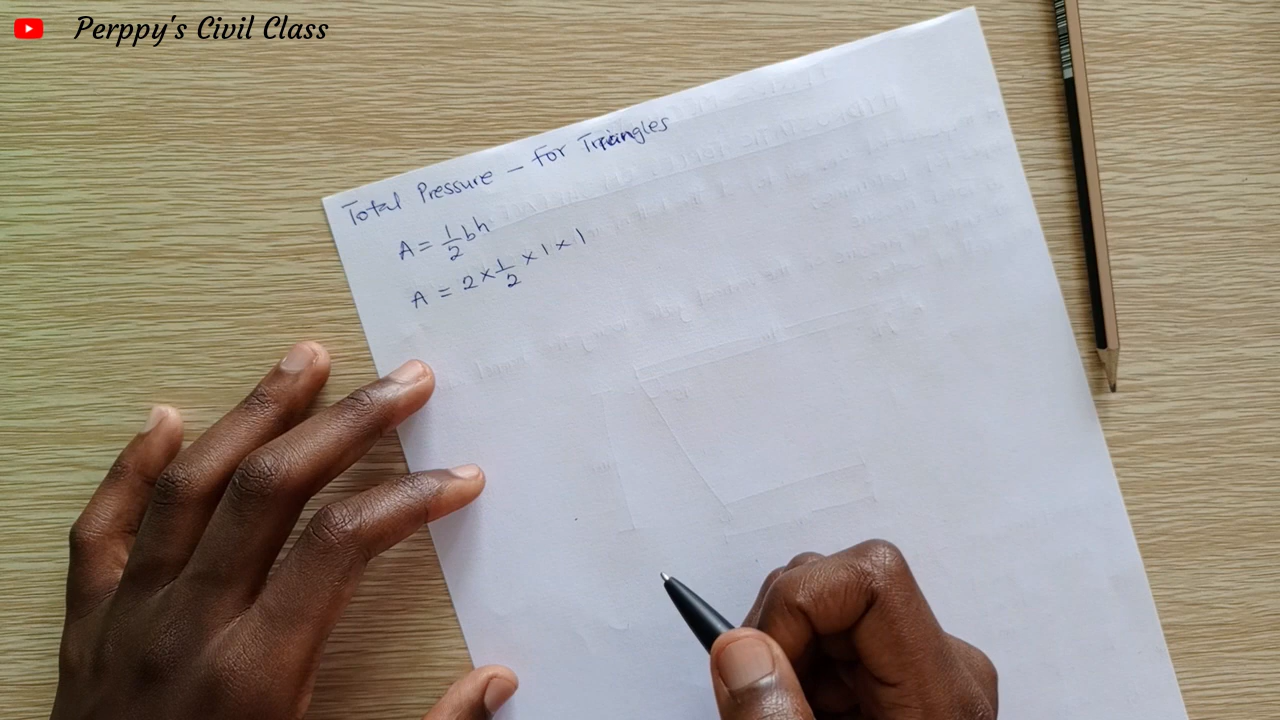 Perppy's Civil Class
Total Pressure – For Triangles
A = 1/2 bh
A = 2 × 1/2 × 1 × 1